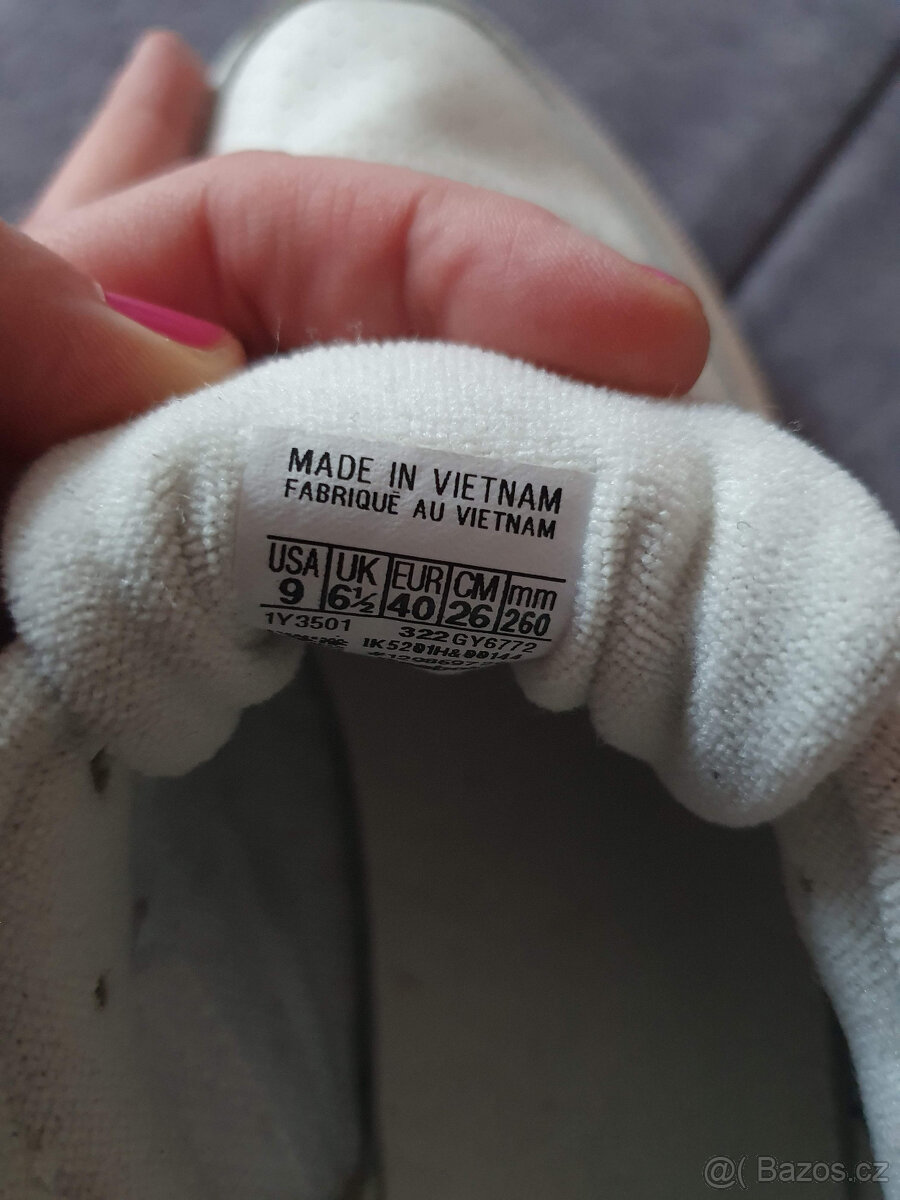 MADE IN VIETNAM
FABRIQUÉ AU VIETNAM
USA UK EUR CM mm
9 6½ 40 26 260
1Y3501 322 GY6772
1K5201H&
@( Bazos.cz